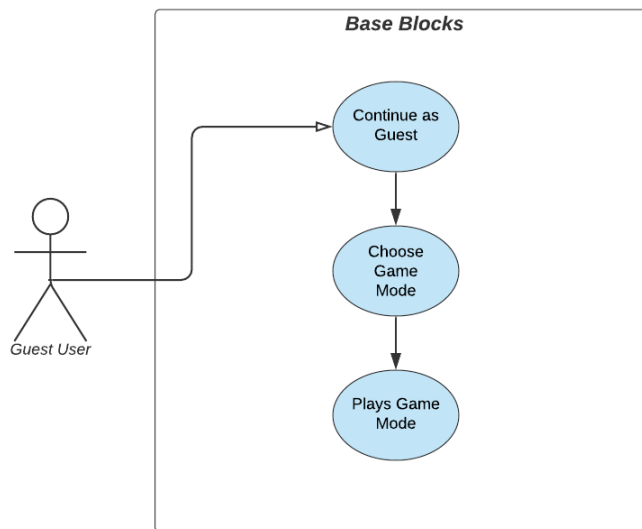 Base Blocks
Continue as
Guest
Choose
Game
Mode
Guest User
Plays Game
Mode